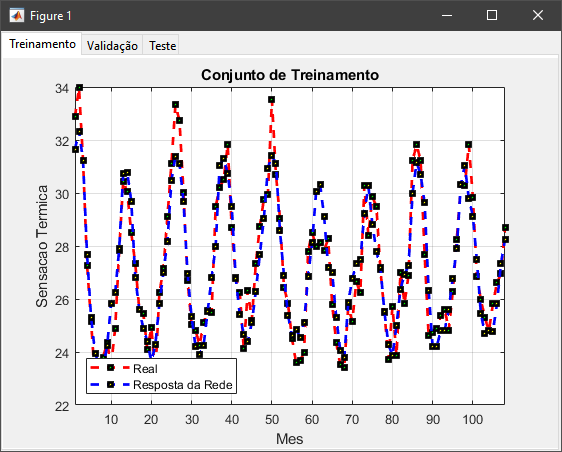 Figure 1
Treinamento Validação Teste
Conjunto de Treinamento
34
32
30
28
26
24
22
Sensacao Termica
Real
Resposta da Rede
10 20 30 40 50 60 70 80 90 100
Mes